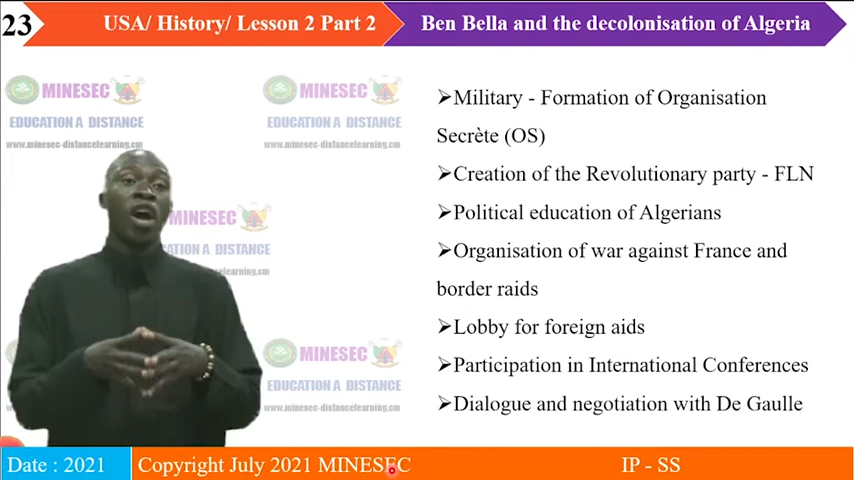 23
USA/ History/ Lesson 2 Part 2
Ben Bella and the decolonisation of Algeria
MINESEC
EDUCATION A DISTANCE
www.minesec-distancelearning.cm
MINESEC
EDUCATION A DISTANCE
www.minesec-distancelearning.cm
➢Military - Formation of Organisation
Secrète (OS)
➢Creation of the Revolutionary party - FLN
➢Political education of Algerians
➢Organisation of war against France and
border raids
➢Lobby for foreign aids
➢Participation in International Conferences
➢Dialogue and negotiation with De Gaulle
MINESEC
DISTANCE
MINESEC
EDUCATION A DISTANCE
www.minesec-distancelearning.cm
Date : 2021
Copyright July 2021 MINESEC
IP - SS